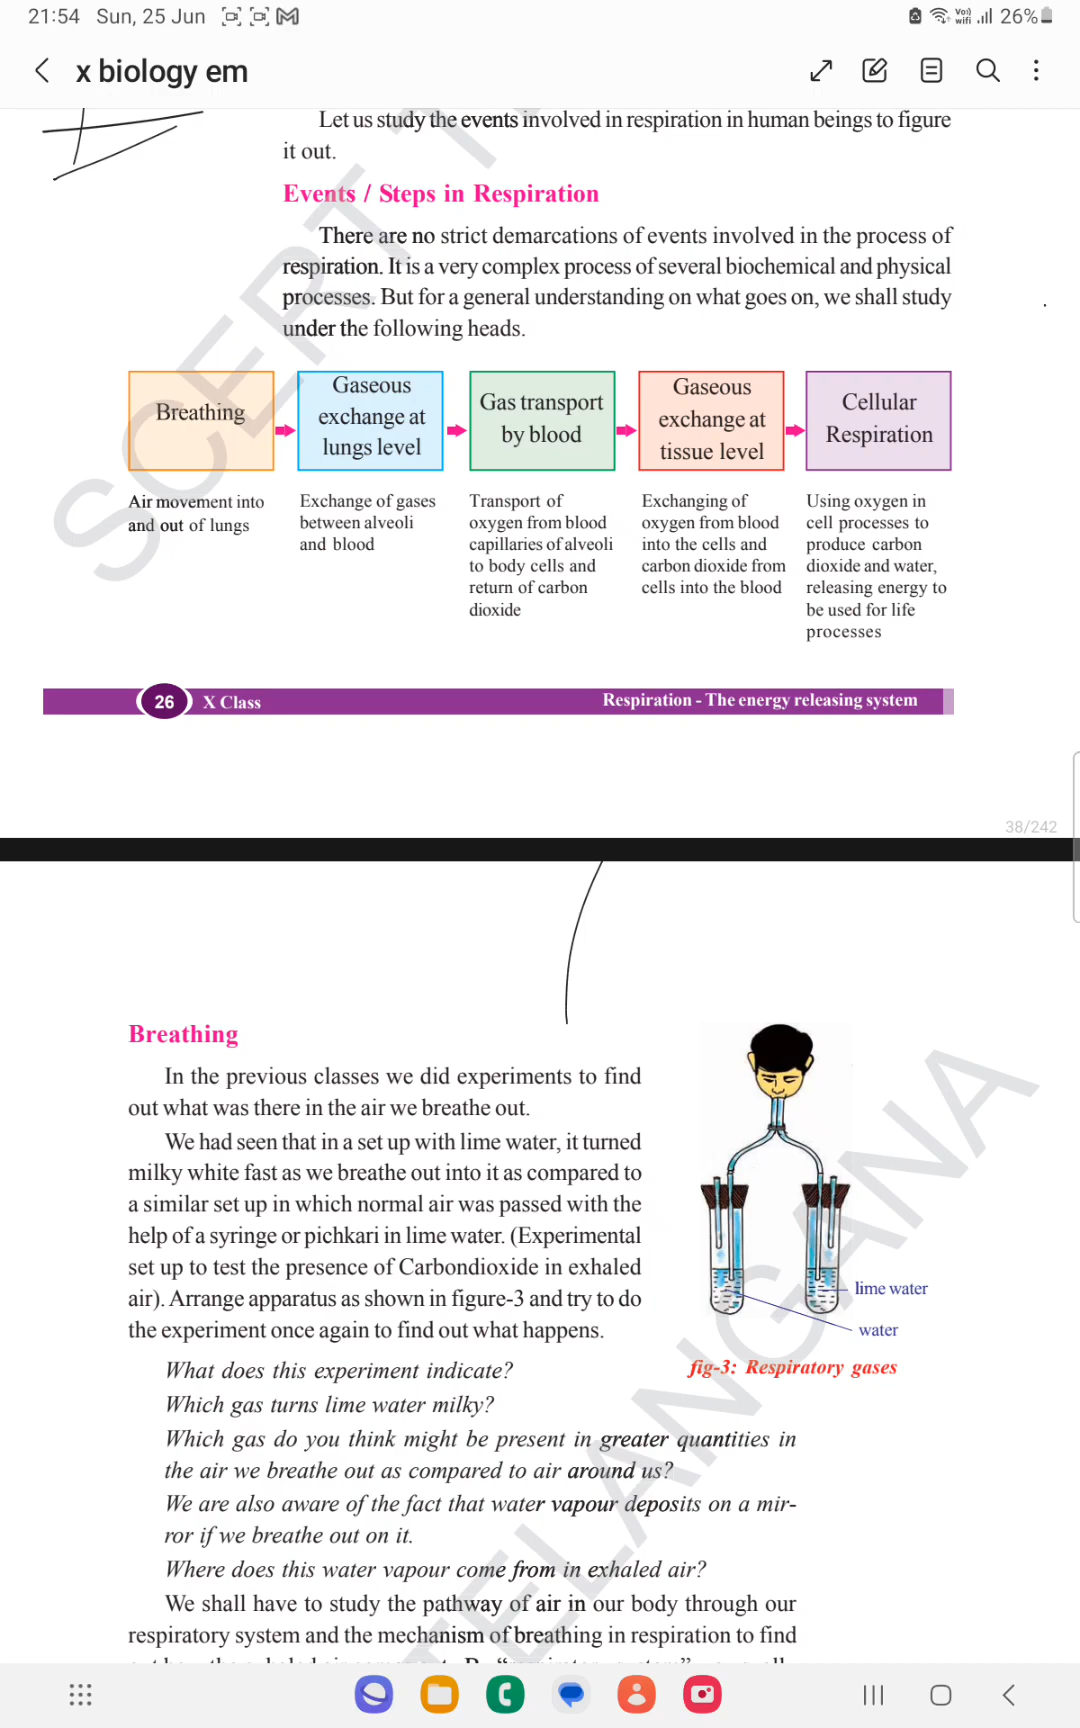 21:54 Sun, 25 Jun
Vo)) wifi 26%
x biology em
Let us study the events involved in respiration in human beings to figure
it out.
Events / Steps in Respiration
There are no strict demarcations of events involved in the process of
respiration. It is a very complex process of several biochemical and physical
processes. But for a general understanding on what goes on, we shall study
under the following heads.
Breathing
Gaseous
exchange at
lungs level
Gas transport
by blood
Gaseous
exchange at
tissue level
Cellular
Respiration
Air movement into
and out of lungs
Exchange of gases
between alveoli
and blood
Transport of
oxygen from blood
capillaries of alveoli
to body cells and
return of carbon
dioxide
Exchanging of
oxygen from blood
into the cells and
carbon dioxide from
cells into the blood
Using oxygen in
cell processes to
produce carbon
dioxide and water,
releasing energy to
be used for life
processes
SCERT T
26 X Class Respiration - The energy releasing system
38/242
Breathing
In the previous classes we did experiments to find
out what was there in the air we breathe out.
We had seen that in a set up with lime water, it turned
milky white fast as we breathe out into it as compared to
a similar set up in which normal air was passed with the
help of a syringe or pichkari in lime water. (Experimental
set up to test the presence of Carbondioxide in exhaled
air). Arrange apparatus as shown in figure-3 and try to do
the experiment once again to find out what happens.
lime water
water
fig-3: Respiratory gases
What does this experiment indicate?
Which gas turns lime water milky?
Which gas do you think might be present in greater quantities in
the air we breathe out as compared to air around us?
We are also aware of the fact that water vapour deposits on a mir-
ror if we breathe out on it.
Where does this water vapour come from in exhaled air?
We shall have to study the pathway of air in our body through our
respiratory system and the mechanism of breathing in respiration to find
TELANGANA